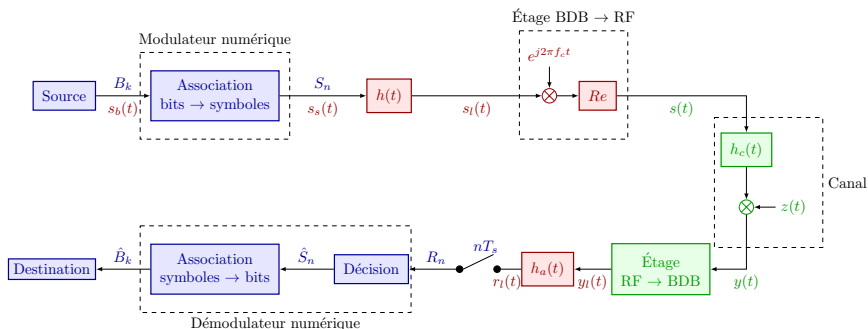 Étage BDB → RF
Modulateur numérique
e^{j2πf_ct}
Source
B_k
s_b(t)
Association
bits → symboles
S_n
s_s(t)
h(t)
s_l(t)
Re
s(t)
h_c(t)
Canal
z(t)
Destination
B̂_k
Association
symboles → bits
Ŝ_n
Décision
R_n
nT_s
r_l(t)
h_a(t)
y_l(t)
Étage
RF → BDB
y(t)
Démodulateur numérique